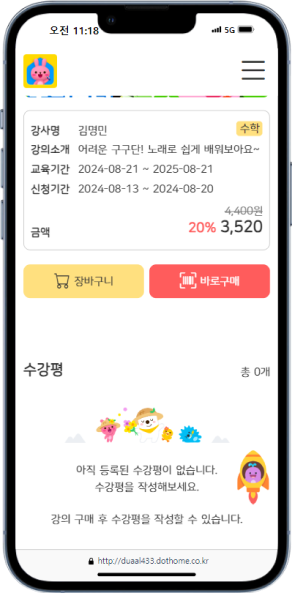 오전 11:18
5G
강사명 김명민 수학
강의소개 어려운 구구단! 노래로 쉽게 배워보아요~
교육기간 2024-08-21 ~ 2025-08-21
신청기간 2024-08-13 ~ 2024-08-20
4,400원
금액 20% 3,520
장바구니 바로구매
수강평 총 0개
아직 등록된 수강평이 없습니다.
수강평을 작성해보세요.
강의 구매 후 수강평을 작성할 수 있습니다.
http://duaal433.dothome.co.kr